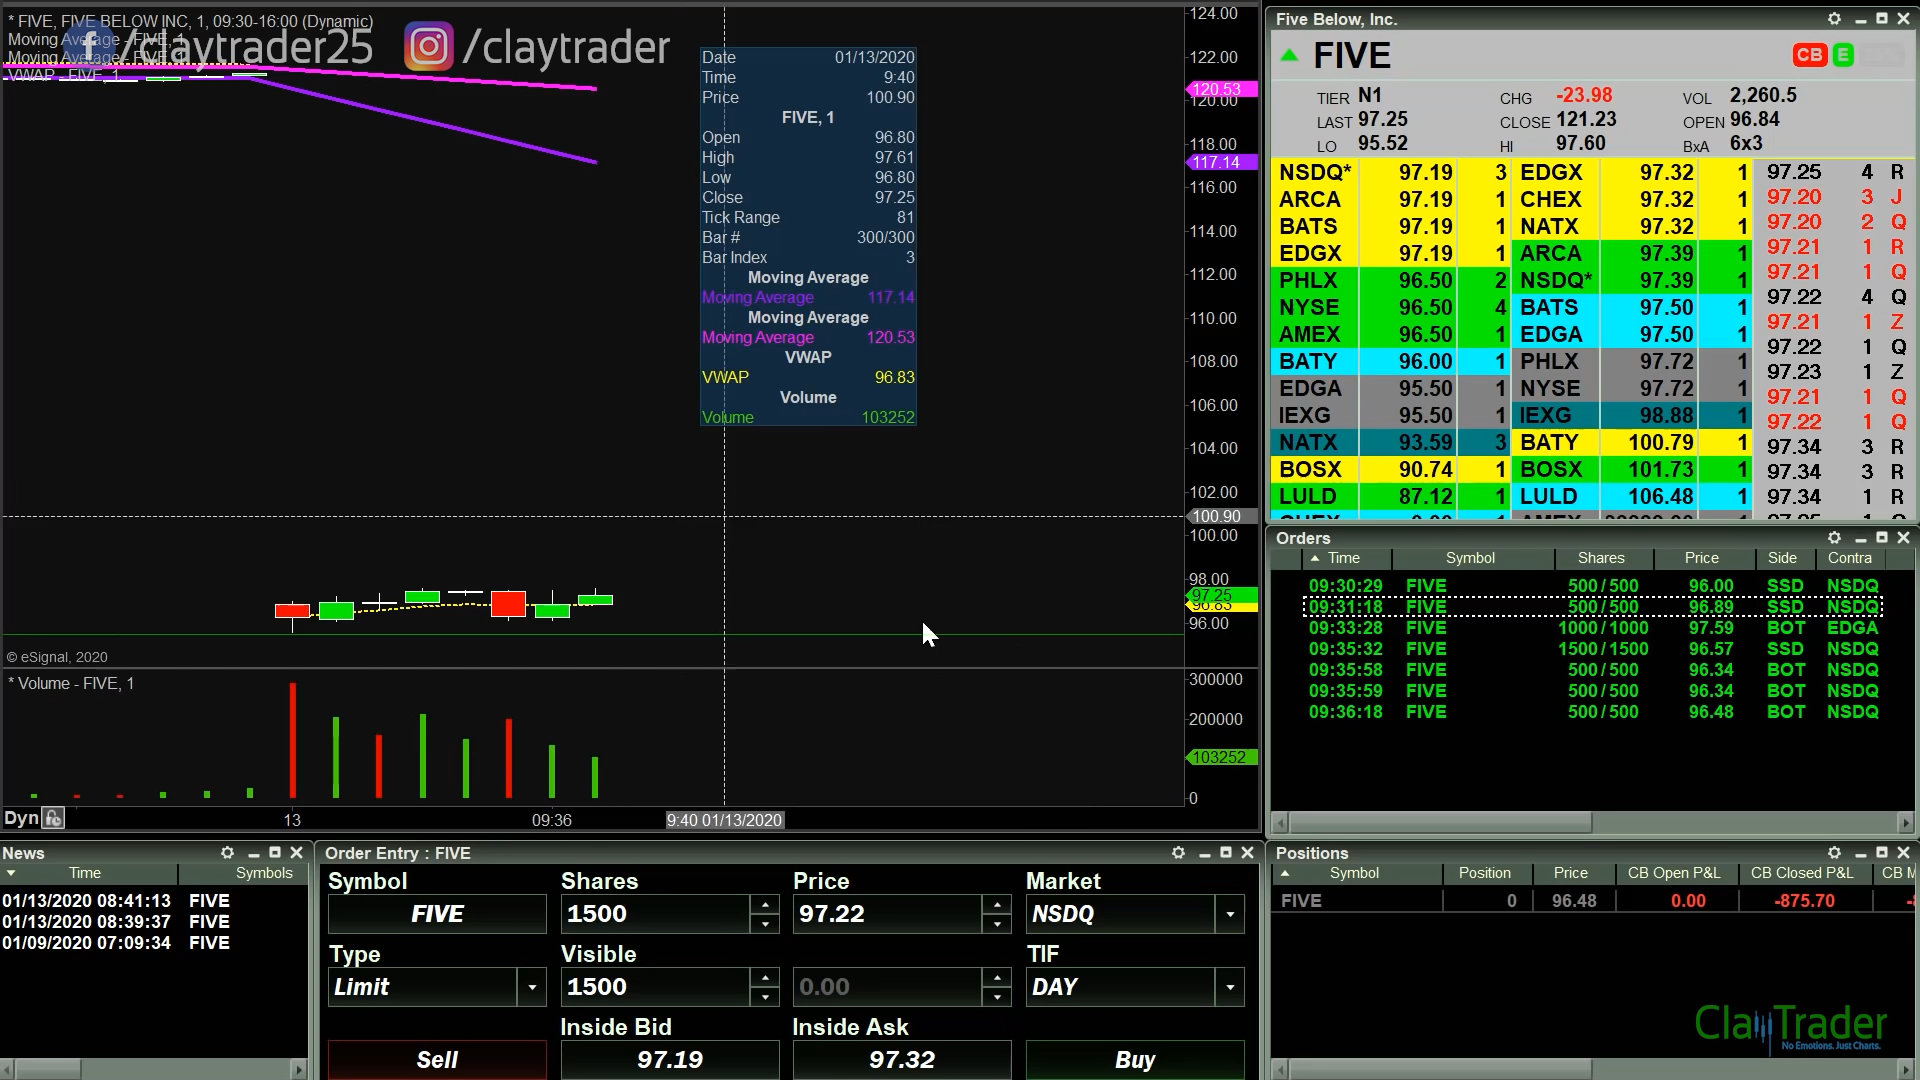 * FIVE, FIVE BELOW INC, 1, 09:30-16:00 (Dynamic)
Moving Average - FIVE, 1
Moving Average - FIVE, 1
VWAP - FIVE, 1
/claytrader25
/claytrader
Date 01/13/2020
Time 9:40
Price 100.90
FIVE, 1
Open 96.80
High 97.61
Low 96.80
Close 97.25
Tick Range 81
Bar # 300/300
Bar Index 3
Moving Average
Moving Average 117.14
Moving Average
Moving Average 120.53
VWAP
VWAP 96.83
Volume
Volume 103252
124.00
122.00
120.53
120.00
118.00
117.14
116.00
114.00
112.00
110.00
108.00
106.00
104.00
102.00
100.90
100.00
98.00
97.25
96.83
96.00
© eSignal, 2020
* Volume - FIVE, 1
300000
200000
103252
0
Dyn
13
09:36
9:40 01/13/2020
Five Below, Inc.
FIVE
CB E
TIER N1 CHG -23.98 VOL 2,260.5
LAST 97.25 CLOSE 121.23 OPEN 96.84
LO 95.52 HI 97.60 BxA 6x3
NSDQ* 97.19 3 EDGX 97.32 1 97.25 4 R
ARCA 97.19 1 CHEX 97.32 1 97.20 3 J
BATS 97.19 1 NATX 97.32 1 97.20 2 Q
EDGX 97.19 1 ARCA 97.39 1 97.21 1 R
PHLX 96.50 2 NSDQ* 97.39 1 97.21 1 Q
NYSE 96.50 4 BATS 97.50 1 97.22 4 Q
AMEX 96.50 1 EDGA 97.50 1 97.21 1 Z
BATY 96.00 1 PHLX 97.72 1 97.22 1 Q
EDGA 95.50 1 NYSE 97.72 1 97.23 1 Z
IEXG 95.50 1 IEXG 98.88 1 97.21 1 Q
NATX 93.59 3 BATY 100.79 1 97.22 1 Q
BOSX 90.74 1 BOSX 101.73 1 97.34 3 R
LULD 87.12 1 LULD 106.48 1 97.34 3 R
97.34 1 R
Orders
Time Symbol Shares Price Side Contra
09:30:29 FIVE 500/500 96.00 SSD NSDQ
09:31:18 FIVE 500/500 96.89 SSD NSDQ
09:33:28 FIVE 1000/1000 97.59 BOT EDGA
09:35:32 FIVE 1500/1500 96.57 SSD NSDQ
09:35:58 FIVE 500/500 96.34 BOT NSDQ
09:35:59 FIVE 500/500 96.34 BOT NSDQ
09:36:18 FIVE 500/500 96.48 BOT NSDQ
News
Time Symbols
01/13/2020 08:41:13 FIVE
01/13/2020 08:39:37 FIVE
01/09/2020 07:09:34 FIVE
Order Entry : FIVE
Symbol Shares Price Market
FIVE 1500 97.22 NSDQ
Type Visible TIF
Limit 1500 0.00 DAY
Inside Bid Inside Ask
Sell 97.19 97.32 Buy
Positions
Symbol Position Price CB Open P&L CB Closed P&L CB M
FIVE 0 96.48 0.00 -875.70
ClayTrader
No Emotions. Just Charts.